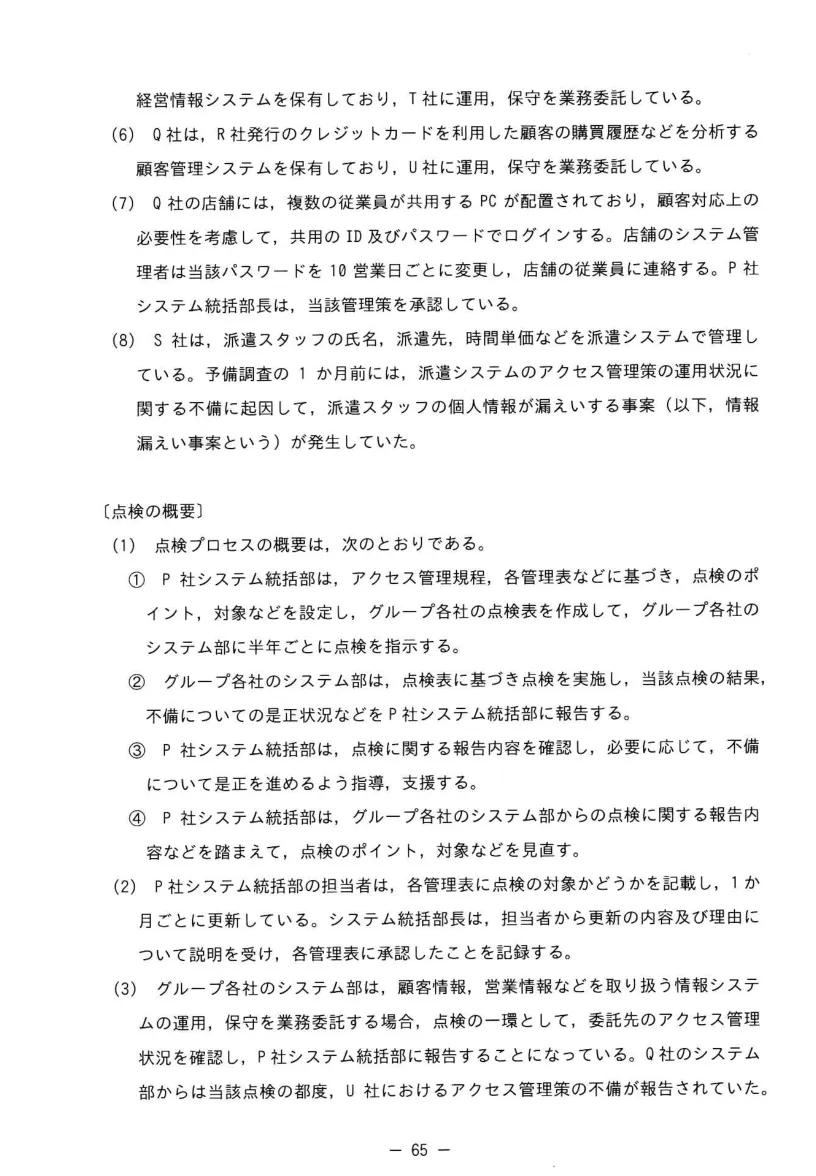 経営情報システムを保有しており，T社に運用，保守を業務委託している。
(6)　Q社は，R社発行のクレジットカードを利用した顧客の購買履歴などを分析する
顧客管理システムを保有しており，U社に運用，保守を業務委託している。
(7)　Q社の店舗には，複数の従業員が共用するPCが配置されており，顧客対応上の
必要性を考慮して，共用のID及びパスワードでログインする。店舗のシステム管
理者は当該パスワードを10営業日ごとに変更し，店舗の従業員に連絡する。P社
システム統括部長は，当該管理策を承認している。
(8)　S社は，派遣スタッフの氏名，派遣先，時間単価などを派遣システムで管理し
ている。予備調査の1か月前には，派遣システムのアクセス管理策の運用状況に
関する不備に起因して，派遣スタッフの個人情報が漏えいする事案（以下，情報
漏えい事案という）が発生していた。
〔点検の概要〕
(1)　点検プロセスの概要は，次のとおりである。
①　P社システム統括部は，アクセス管理規程，各管理表などに基づき，点検のポ
イント，対象などを設定し，グループ各社の点検表を作成して，グループ各社の
システム部に半年ごとに点検を指示する。
②　グループ各社のシステム部は，点検表に基づき点検を実施し，当該点検の結果，
不備についての是正状況などをP社システム統括部に報告する。
③　P社システム統括部は，点検に関する報告内容を確認し，必要に応じて，不備
について是正を進めるよう指導，支援する。
④　P社システム統括部は，グループ各社のシステム部からの点検に関する報告内
容などを踏まえて，点検のポイント，対象などを見直す。
(2)　P社システム統括部の担当者は，各管理表に点検の対象かどうかを記載し，1か
月ごとに更新している。システム統括部長は，担当者から更新の内容及び理由に
ついて説明を受け，各管理表に承認したことを記録する。
(3)　グループ各社のシステム部は，顧客情報，営業情報などを取り扱う情報システ
ムの運用，保守を業務委託する場合，点検の一環として，委託先のアクセス管理
状況を確認し，P社システム統括部に報告することになっている。Q社のシステム
部からは当該点検の都度，U社におけるアクセス管理策の不備が報告されていた。
— 65 —